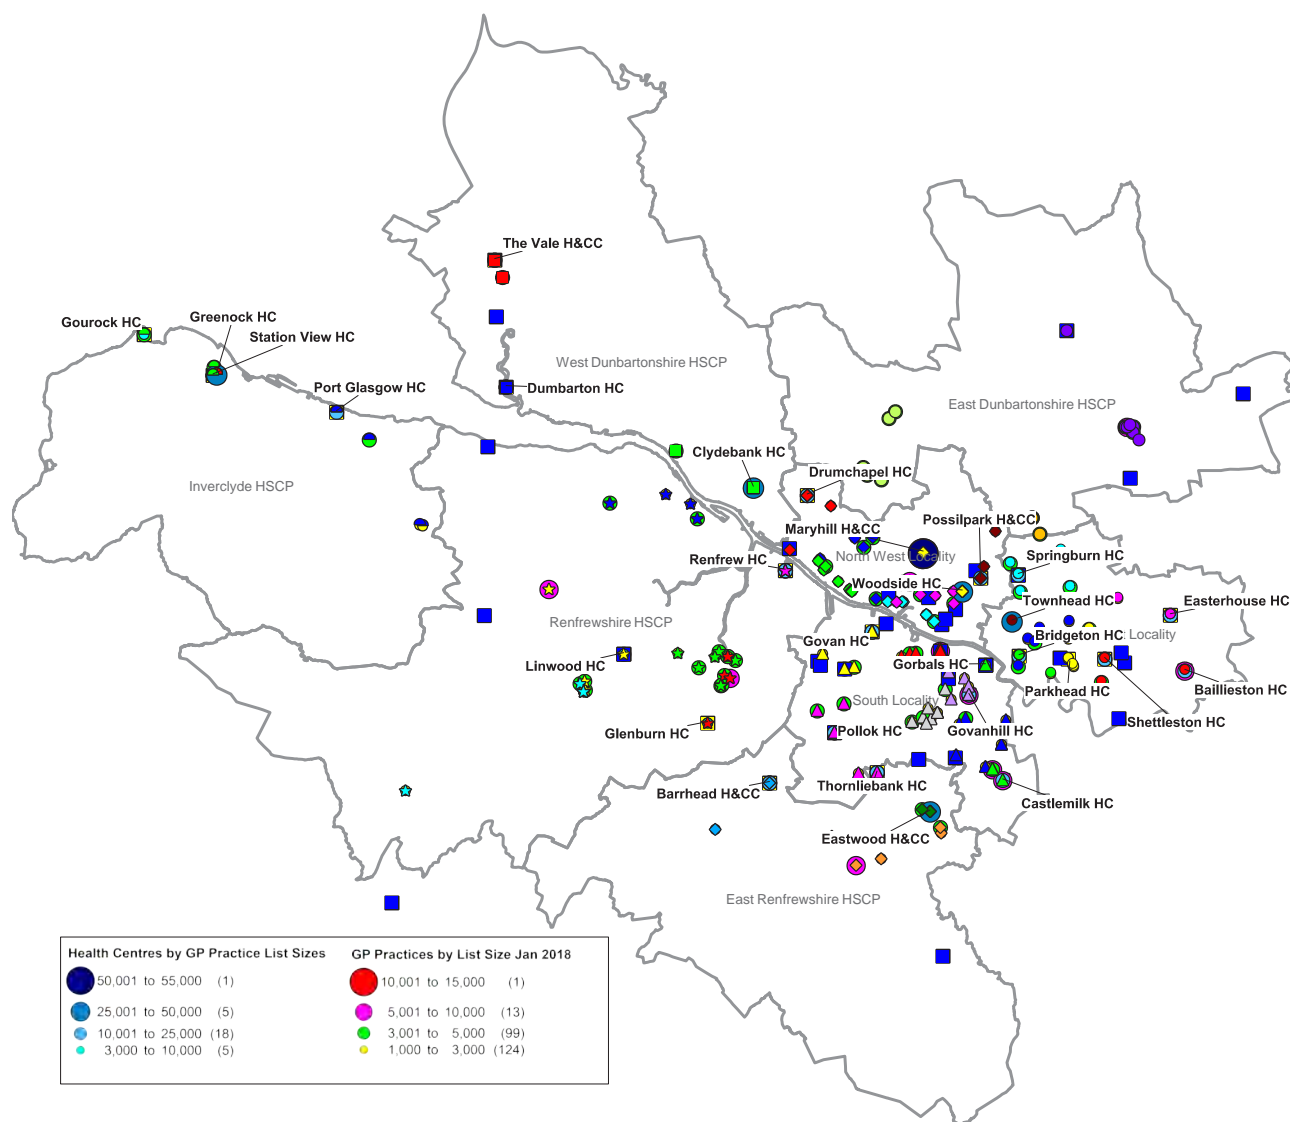 The Vale H&CC
Gourock HC
Greenock HC
Station View HC
West Dunbartonshire HSCP
Port Glasgow HC
Dumbarton HC
East Dunbartonshire HSCP
Clydebank HC
Drumchapel HC
Inverclyde HSCP
Possilpark H&CC
Maryhill H&CC
North West Locality
Renfrew HC
Springburn HC
Woodside HC
Townhead HC
Easterhouse HC
Renfrewshire HSCP
Govan HC
Bridgeton HC
Locality
Linwood HC
Gorbals HC
Parkhead HC
Baillieston HC
South Locality
Shettleston HC
Glenburn HC
Pollok HC
Govanhill HC
Barrhead H&CC
Thornliebank HC
Castlemilk HC
Eastwood H&CC
East Renfrewshire HSCP
Health Centres by GP Practice List Sizes
50,001 to 55,000 (1)
25,001 to 50,000 (5)
10,001 to 25,000 (18)
3,000 to 10,000 (5)
GP Practices by List Size Jan 2018
10,001 to 15,000 (1)
5,001 to 10,000 (13)
3,001 to 5,000 (99)
1,000 to 3,000 (124)